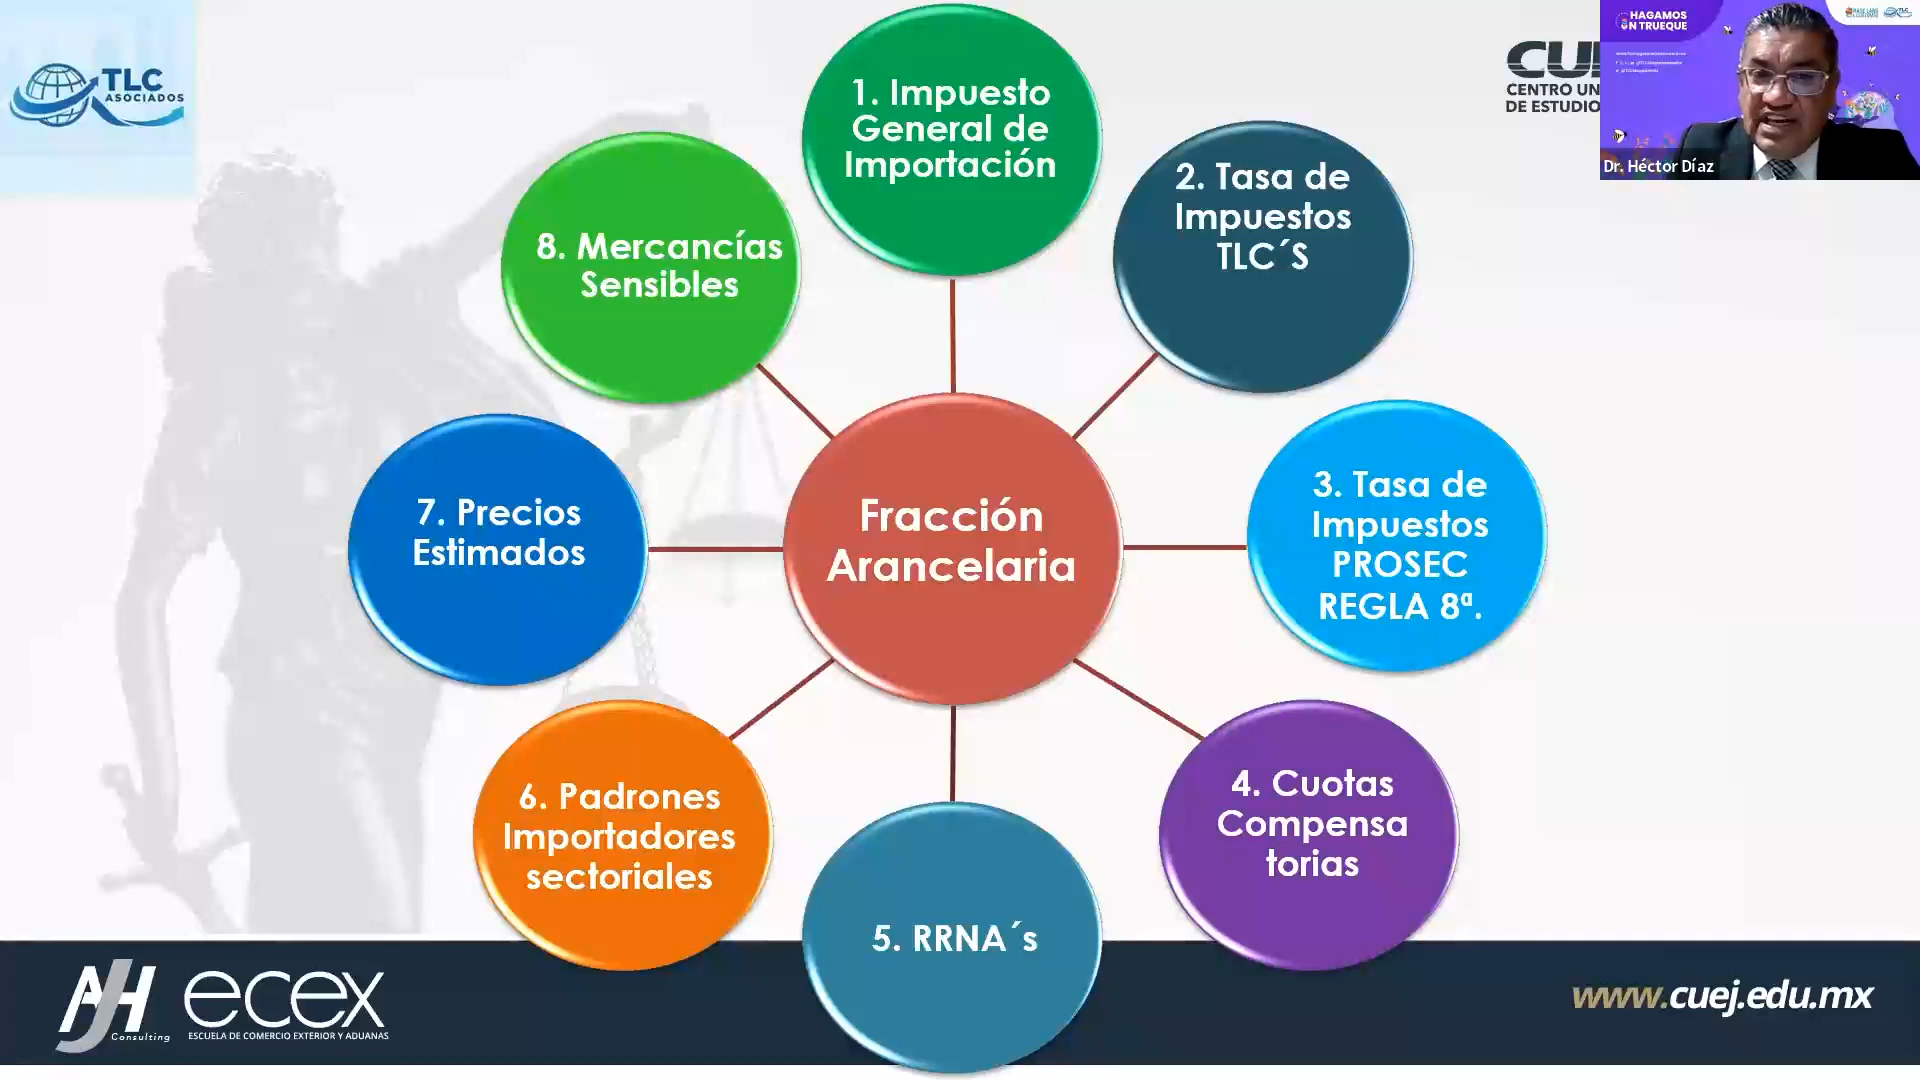 TLC
ASOCIADOS
1. Impuesto
General de
Importación
2. Tasa de
Impuestos
TLC´S
3. Tasa de
Impuestos
PROSEC
REGLA 8ª.
4. Cuotas
Compensa
torias
5. RRNA´s
6. Padrones
Importadores
sectoriales
7. Precios
Estimados
8. Mercancías
Sensibles
Fracción
Arancelaria
CENTRO UN
DE ESTUDIO
HAGAMOS
UN TRUEQUE
Dr. Héctor Díaz
AJH
Consulting
ecex
ESCUELA DE COMERCIO EXTERIOR Y ADUANAS
www.cuej.edu.mx